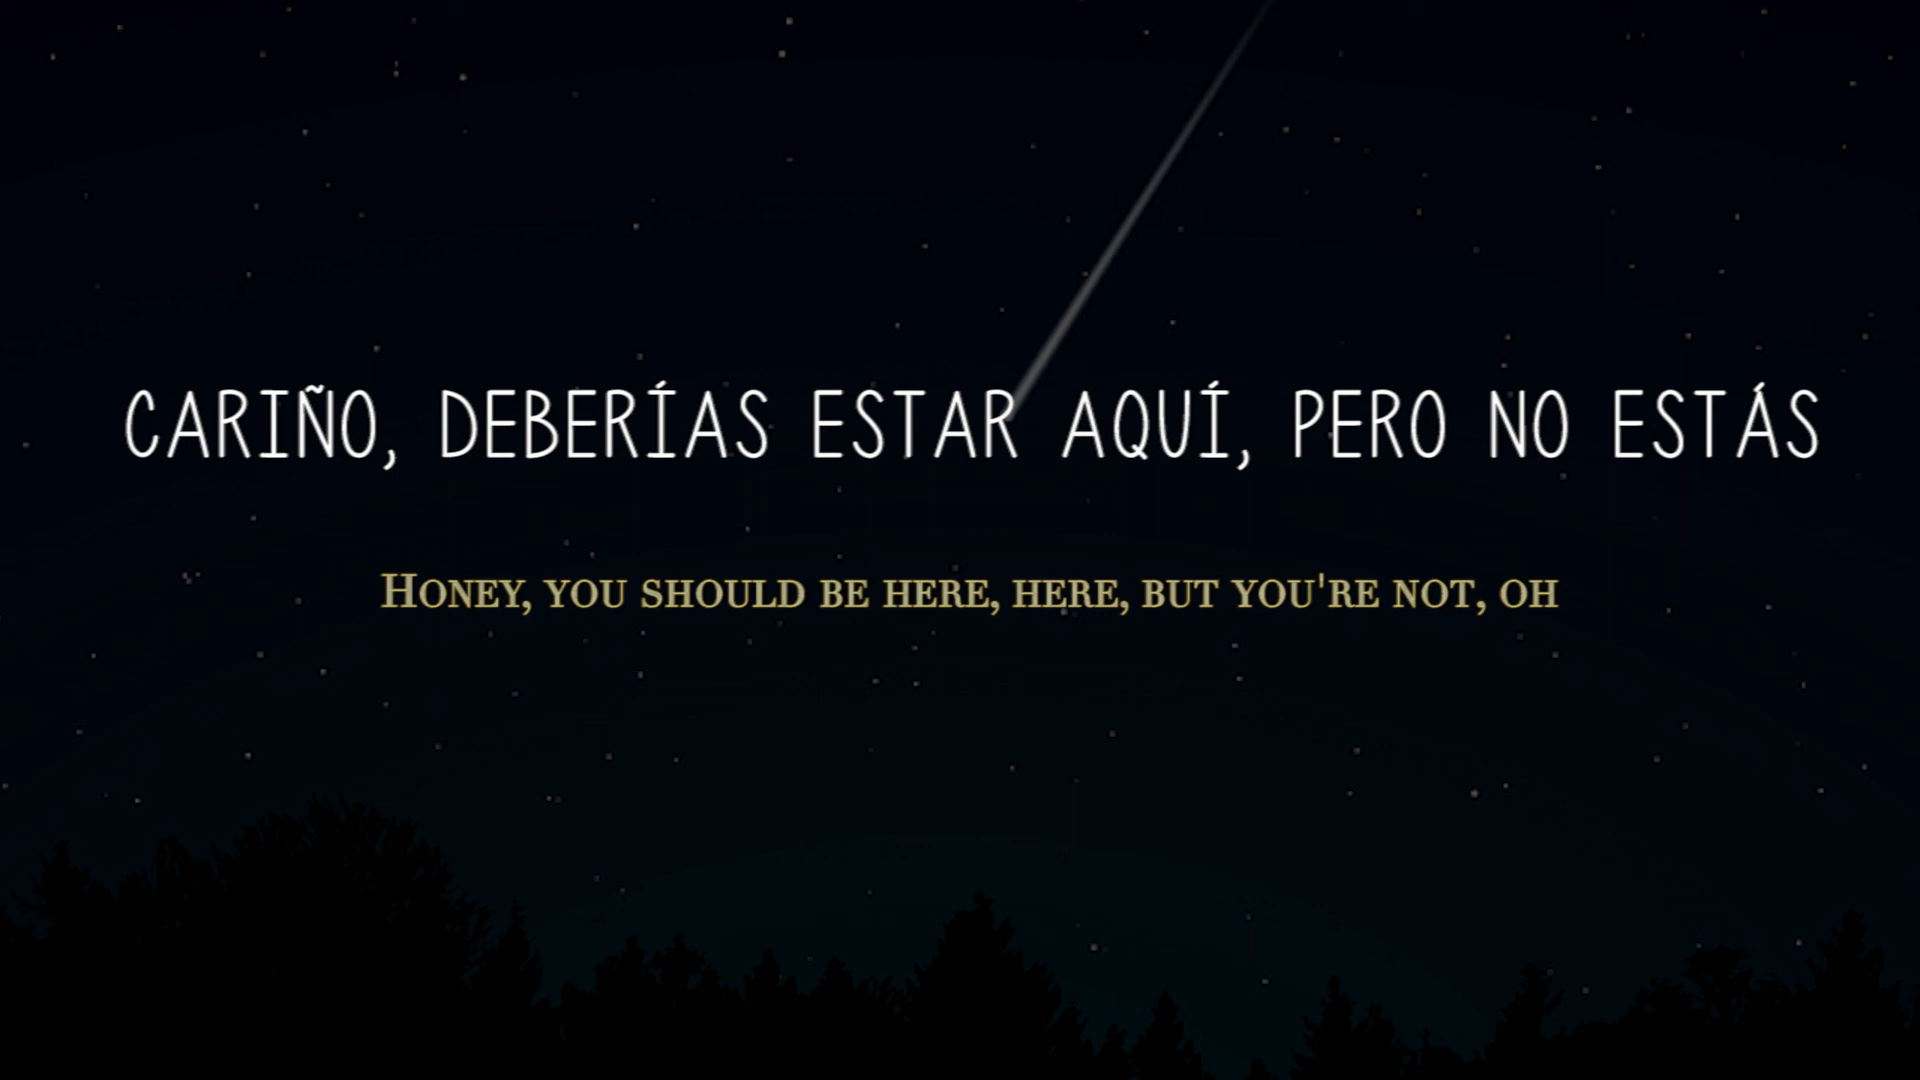 CARIÑO, DEBERÍAS ESTAR AQUÍ, PERO NO ESTÁS
Honey, you should be here, here, but you're not, oh